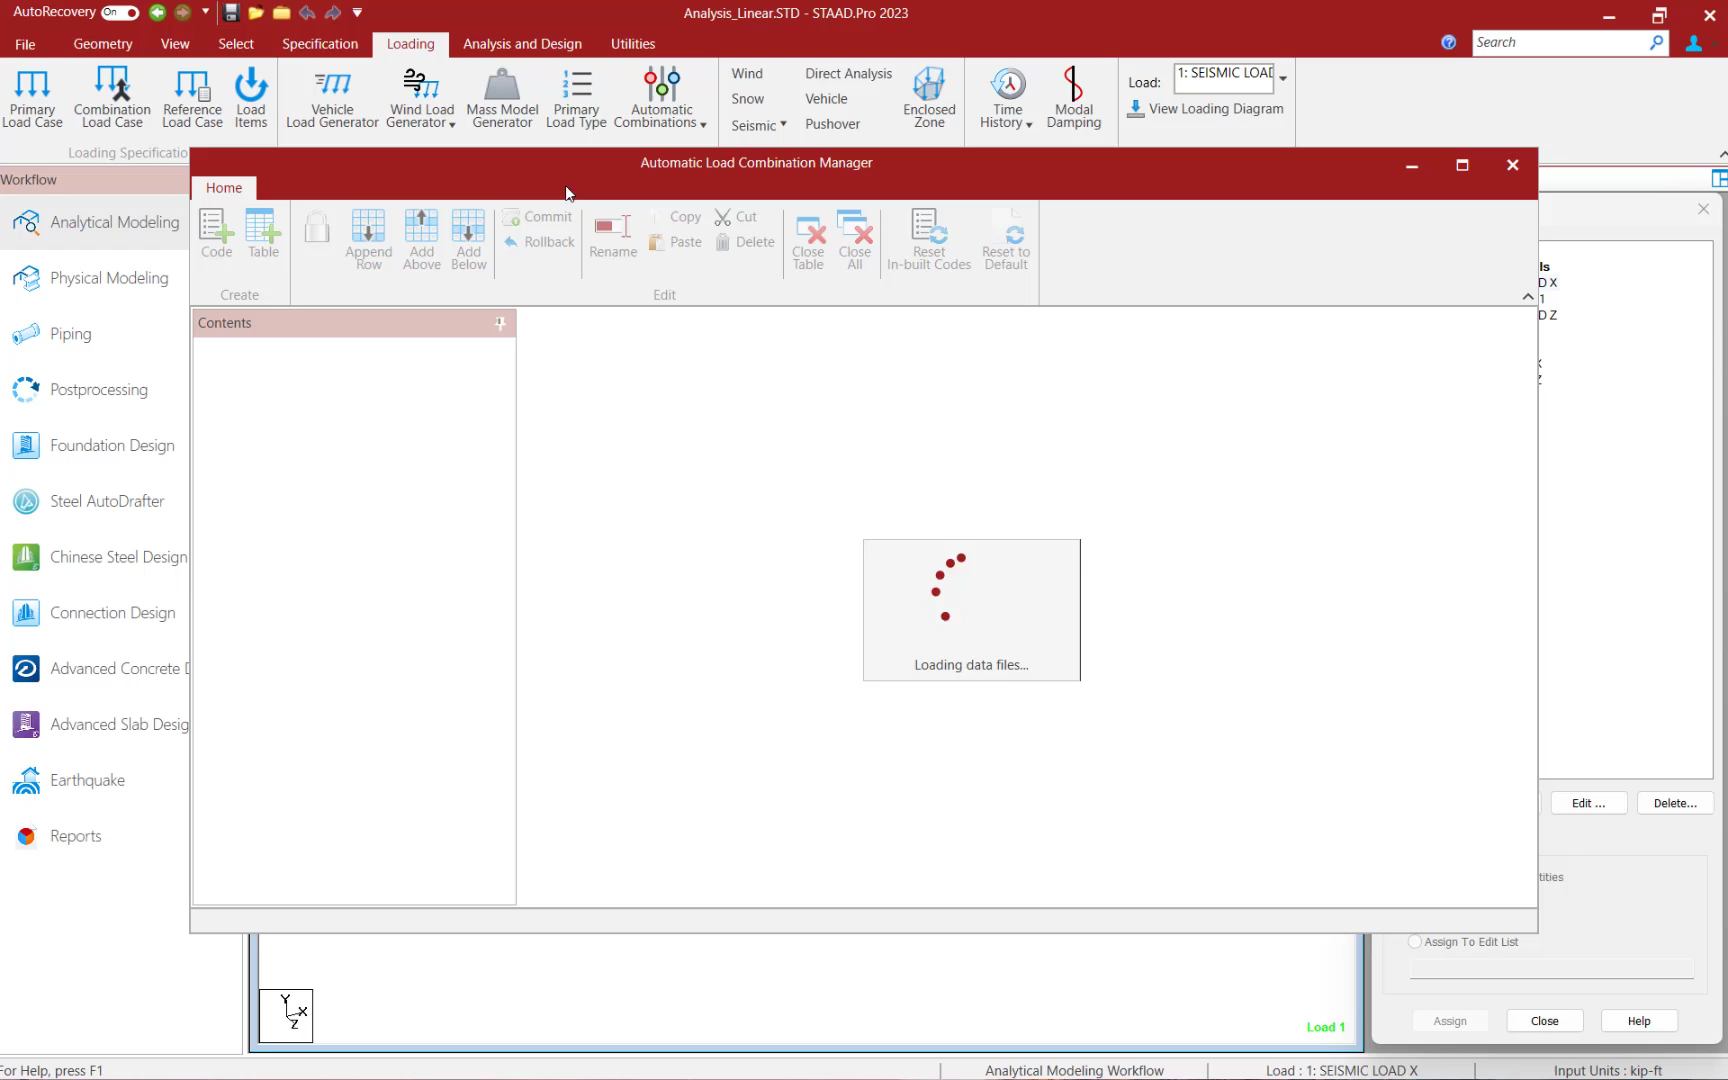 AutoRecovery On
Analysis_Linear.STD - STAAD.Pro 2023
File Geometry View Select Specification Loading Analysis and Design Utilities
Search
Primary Load Case
Combination Load Case
Reference Load Case
Load Items
Vehicle Load Generator
Wind Load Generator
Mass Model Generator
Primary Load Type
Automatic Combinations
Wind
Snow
Seismic
Direct Analysis
Vehicle
Pushover
Enclosed Zone
Time History
Modal Damping
Load: 1: SEISMIC LOAD
View Loading Diagram
Loading Specificatio
Automatic Load Combination Manager
Workflow
Home
Code
Table
Append Row
Add Above
Add Below
Commit
Rollback
Rename
Copy
Paste
Cut
Delete
Close Table
Close All
Reset In-built Codes
Reset to Default
Create
Edit
Contents
Analytical Modeling
Physical Modeling
Piping
Postprocessing
Foundation Design
Steel AutoDrafter
Chinese Steel Design
Connection Design
Advanced Concrete D
Advanced Slab Desig
Earthquake
Reports
Loading data files...
ls
D X
1
D Z
Edit ...
Delete...
tities
Assign To Edit List
Assign
Close
Help
Y
X
Z
Load 1
For Help, press F1
Analytical Modeling Workflow
Load : 1: SEISMIC LOAD X
Input Units : kip-ft